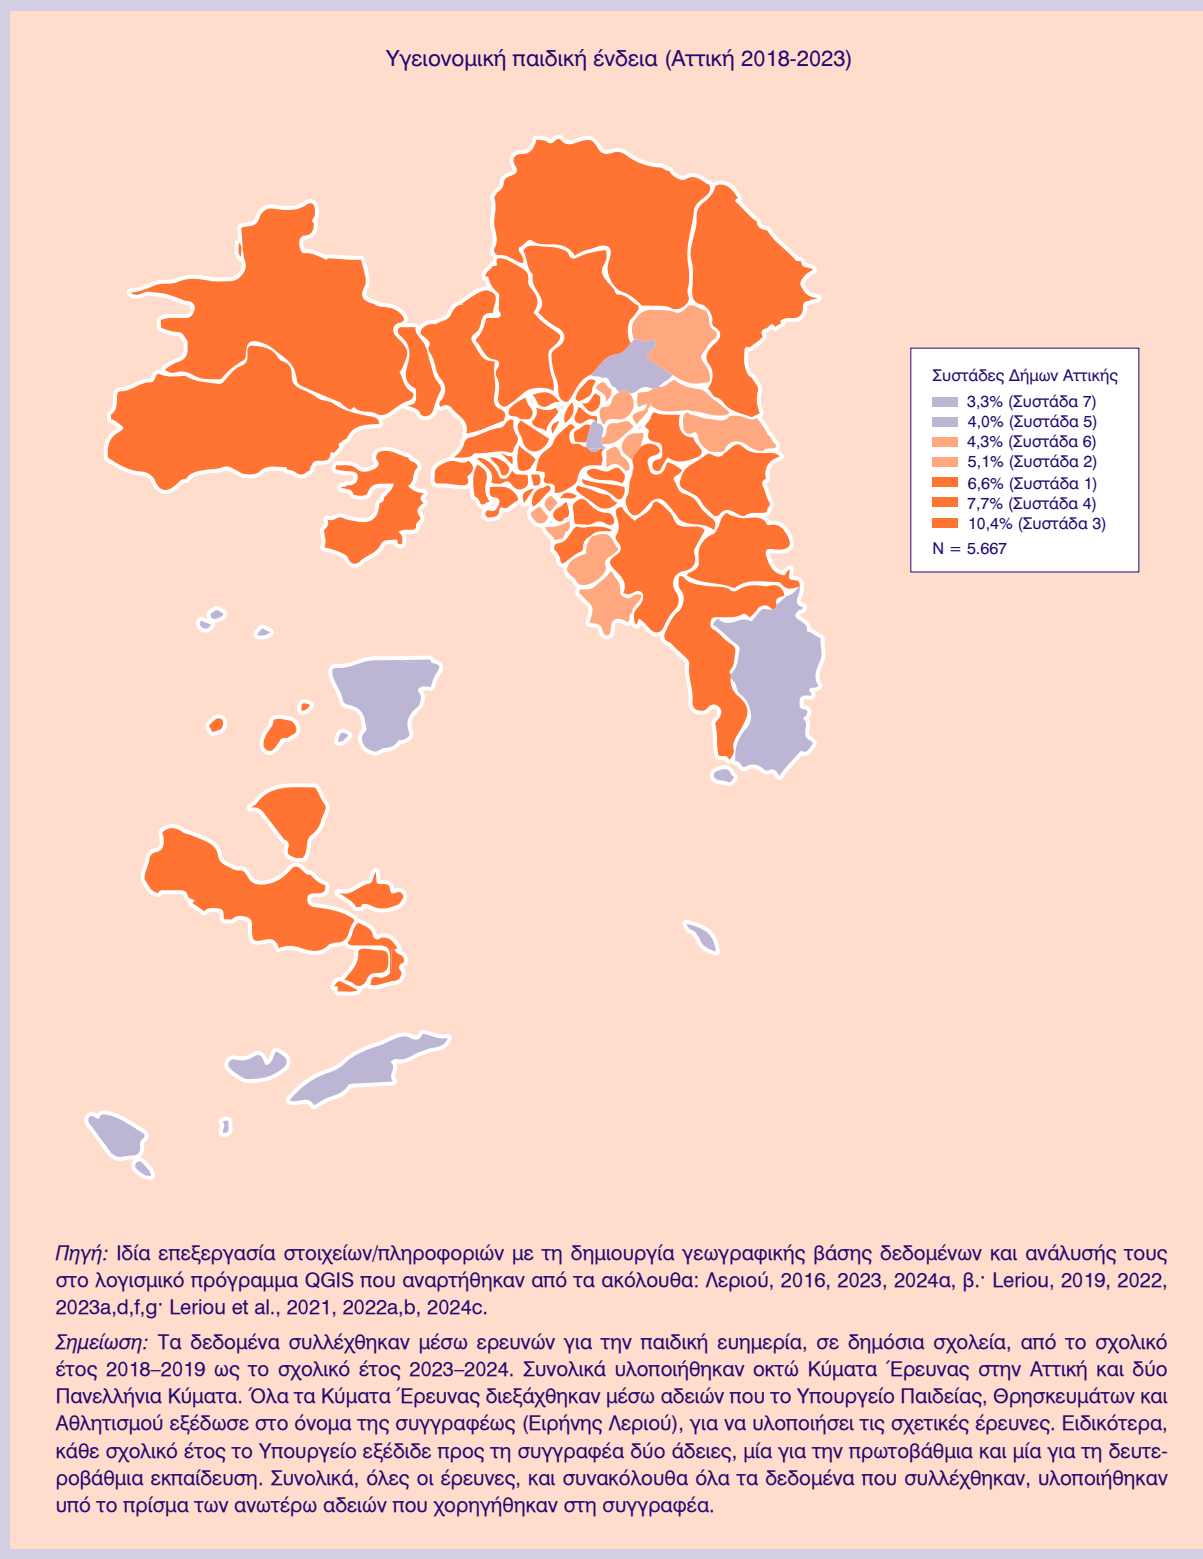 Υγειονομική παιδική ένδεια (Αττική 2018-2023)
Συστάδες Δήμων Αττικής
3,3% (Συστάδα 7)
4,0% (Συστάδα 5)
4,3% (Συστάδα 6)
5,1% (Συστάδα 2)
6,6% (Συστάδα 1)
7,7% (Συστάδα 4)
10,4% (Συστάδα 3)
N = 5.667
Πηγή: Ιδία επεξεργασία στοιχείων/πληροφοριών με τη δημιουργία γεωγραφικής βάσης δεδομένων και ανάλυσής τους
στο λογισμικό πρόγραμμα QGIS που αναρτήθηκαν από τα ακόλουθα: Λεριού, 2016, 2023, 2024α, β.· Leriou, 2019, 2022,
2023a,d,f,g· Leriou et al., 2021, 2022a,b, 2024c.
Σημείωση: Τα δεδομένα συλλέχθηκαν μέσω ερευνών για την παιδική ευημερία, σε δημόσια σχολεία, από το σχολικό
έτος 2018–2019 ως το σχολικό έτος 2023–2024. Συνολικά υλοποιήθηκαν οκτώ Κύματα Έρευνας στην Αττική και δύο
Πανελλήνια Κύματα. Όλα τα Κύματα Έρευνας διεξάχθηκαν μέσω αδειών που το Υπουργείο Παιδείας, Θρησκευμάτων και
Αθλητισμού εξέδωσε στο όνομα της συγγραφέως (Ειρήνης Λεριού), για να υλοποιήσει τις σχετικές έρευνες. Ειδικότερα,
κάθε σχολικό έτος το Υπουργείο εξέδιδε προς τη συγγραφέα δύο άδειες, μία για την πρωτοβάθμια και μία για τη δευτε-
ροβάθμια εκπαίδευση. Συνολικά, όλες οι έρευνες, και συνακόλουθα όλα τα δεδομένα που συλλέχθηκαν, υλοποιήθηκαν
υπό το πρίσμα των ανωτέρω αδειών που χορηγήθηκαν στη συγγραφέα.